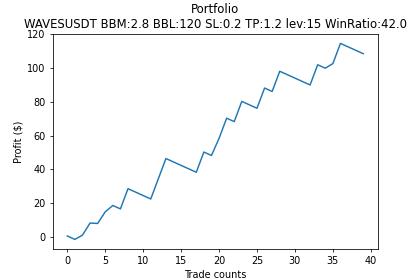 Portfolio
WAVESUSDT BBM:2.8 BBL:120 SL:0.2 TP:1.2 lev:15 WinRatio:42.0
120
100
80
60
40
20
0
Profit ($)
0 5 10 15 20 25 30 35 40
Trade counts